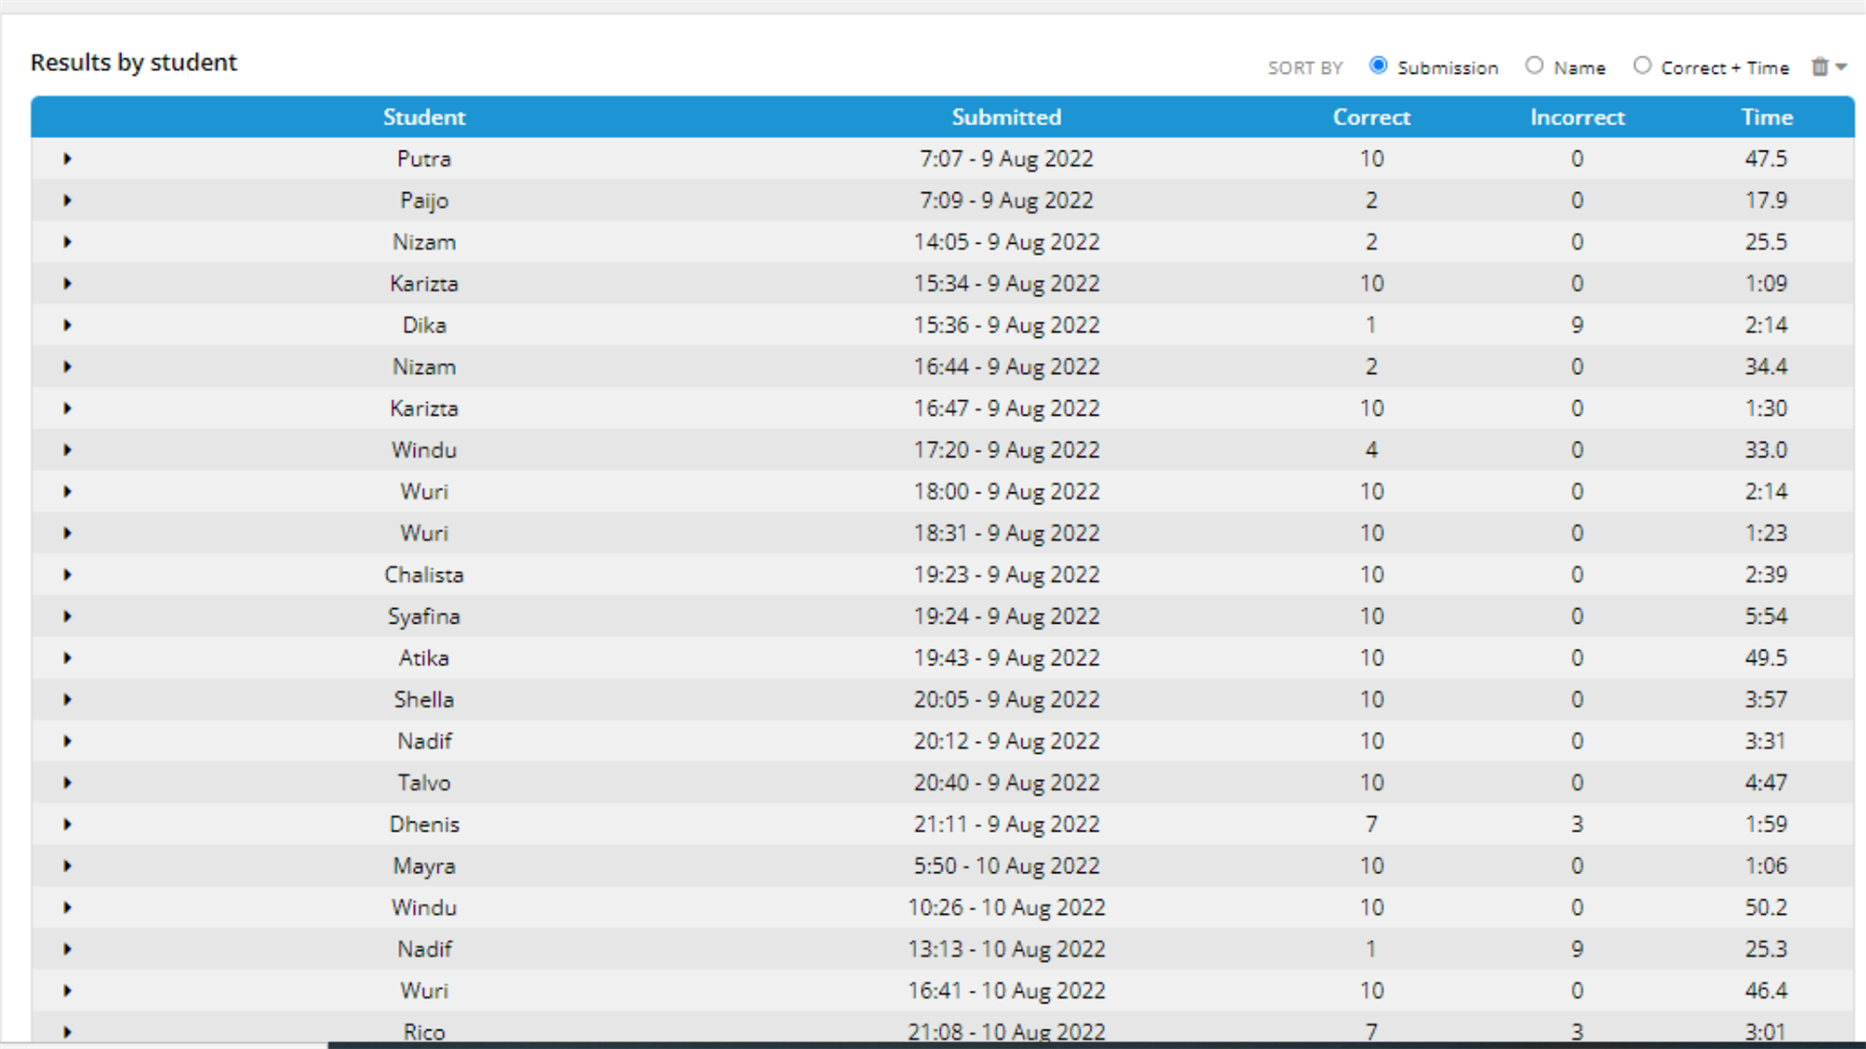 Results by student SORT BY Submission Name Correct + Time
Student Submitted Correct Incorrect Time
Putra 7:07 - 9 Aug 2022 10 0 47.5
Paijo 7:09 - 9 Aug 2022 2 0 17.9
Nizam 14:05 - 9 Aug 2022 2 0 25.5
Karizta 15:34 - 9 Aug 2022 10 0 1:09
Dika 15:36 - 9 Aug 2022 1 9 2:14
Nizam 16:44 - 9 Aug 2022 2 0 34.4
Karizta 16:47 - 9 Aug 2022 10 0 1:30
Windu 17:20 - 9 Aug 2022 4 0 33.0
Wuri 18:00 - 9 Aug 2022 10 0 2:14
Wuri 18:31 - 9 Aug 2022 10 0 1:23
Chalista 19:23 - 9 Aug 2022 10 0 2:39
Syafina 19:24 - 9 Aug 2022 10 0 5:54
Atika 19:43 - 9 Aug 2022 10 0 49.5
Shella 20:05 - 9 Aug 2022 10 0 3:57
Nadif 20:12 - 9 Aug 2022 10 0 3:31
Talvo 20:40 - 9 Aug 2022 10 0 4:47
Dhenis 21:11 - 9 Aug 2022 7 3 1:59
Mayra 5:50 - 10 Aug 2022 10 0 1:06
Windu 10:26 - 10 Aug 2022 10 0 50.2
Nadif 13:13 - 10 Aug 2022 1 9 25.3
Wuri 16:41 - 10 Aug 2022 10 0 46.4
Rico 21:08 - 10 Aug 2022 7 3 3:01